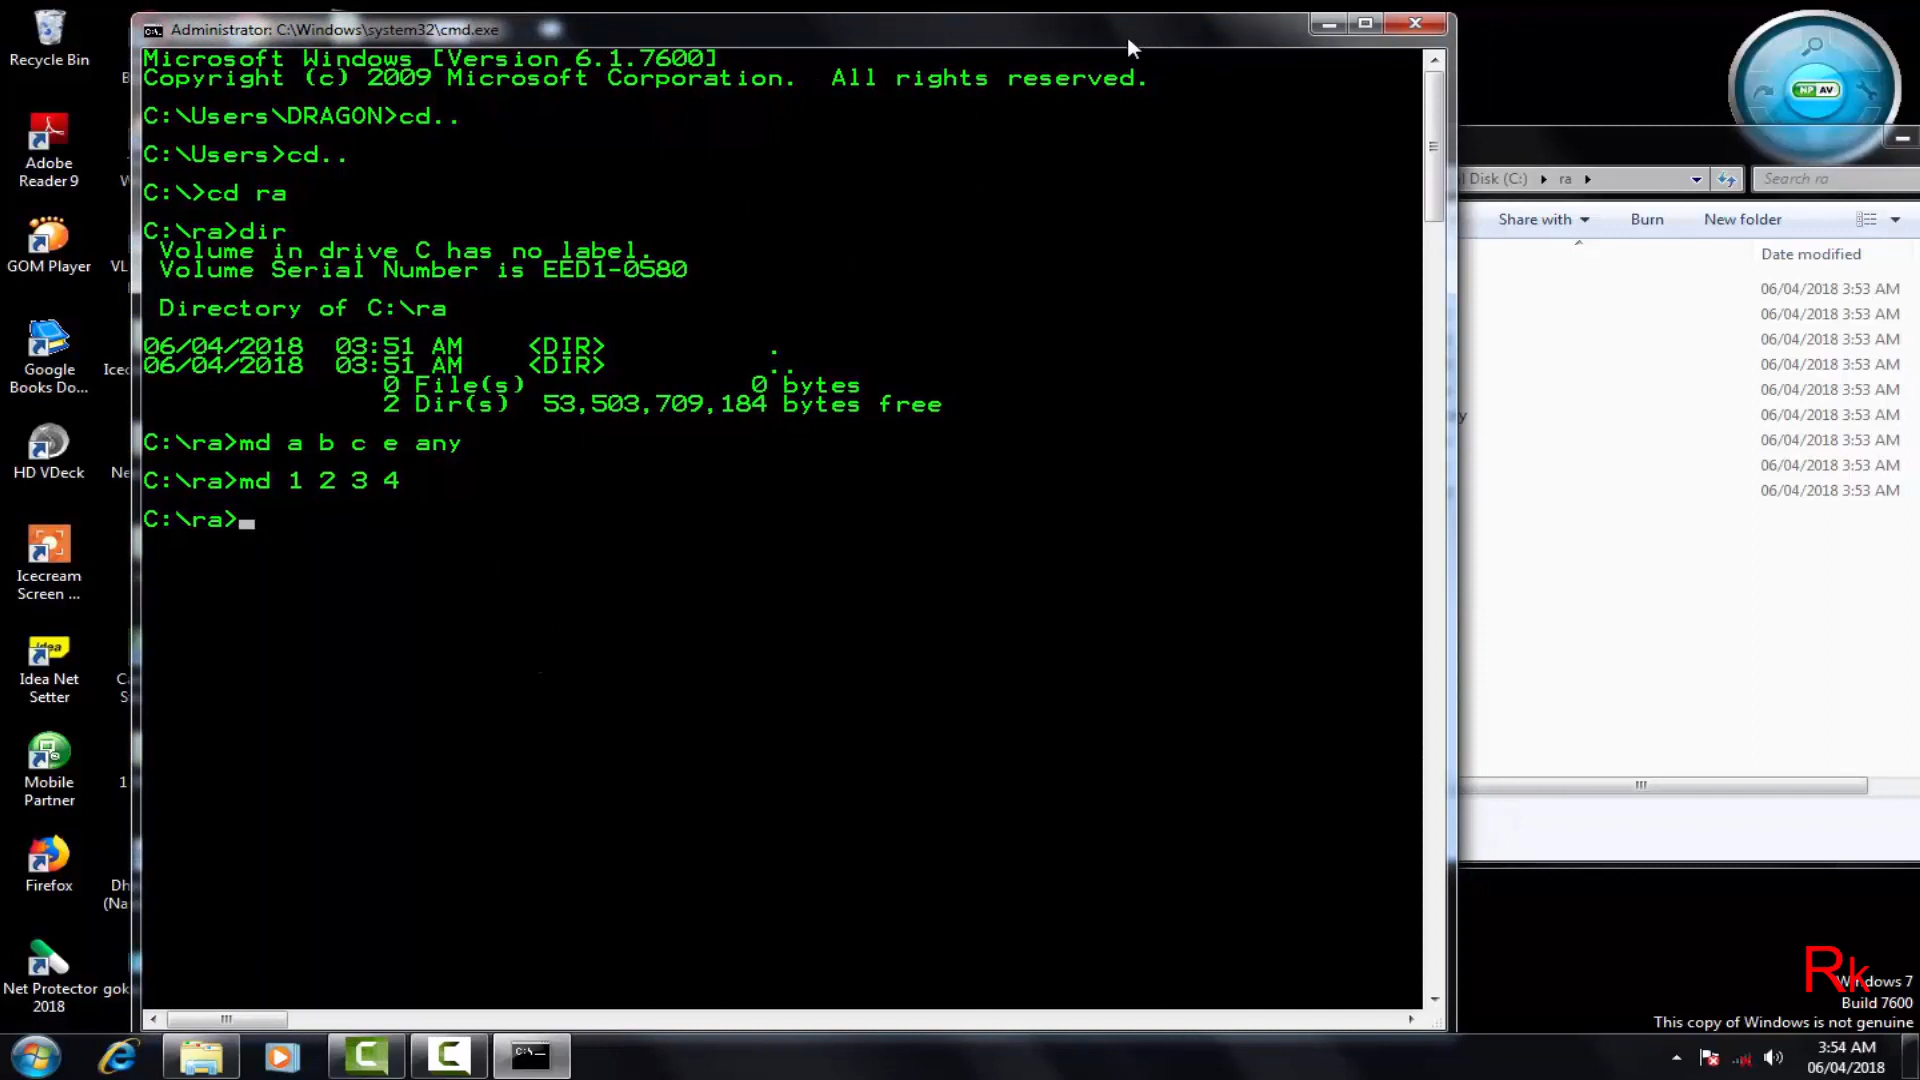 Administrator: C:\Windows\system32\cmd.exe
Microsoft Windows [Version 6.1.7600]
Copyright (c) 2009 Microsoft Corporation.  All rights reserved.
C:\Users\DRAGON>cd..
C:\Users>cd..
C:\>cd ra
C:\ra>dir
Volume in drive C has no label.
Volume Serial Number is EED1-0580
Directory of C:\ra
06/04/2018  03:51 AM    <DIR>          .
06/04/2018  03:51 AM    <DIR>          ..
0 File(s)              0 bytes
2 Dir(s)  53,503,709,184 bytes free
C:\ra>md a b c e any
C:\ra>md 1 2 3 4
C:\ra>
Recycle Bin
Adobe
Reader 9
GOM Player
VL
Google
Books Do...
Icec
HD VDeck
Ne
Icecream
Screen ...
Idea Net
Setter
Mobile
Partner
1
Firefox
Dh
(Na
Net Protector
2018
gok
NP AV
l Disk (C:)
ra
Search ra
Share with
Burn
New folder
Date modified
06/04/2018 3:53 AM
06/04/2018 3:53 AM
06/04/2018 3:53 AM
06/04/2018 3:53 AM
06/04/2018 3:53 AM
06/04/2018 3:53 AM
06/04/2018 3:53 AM
06/04/2018 3:53 AM
06/04/2018 3:53 AM
Rk
Windows 7
Build 7600
This copy of Windows is not genuine
3:54 AM
06/04/2018